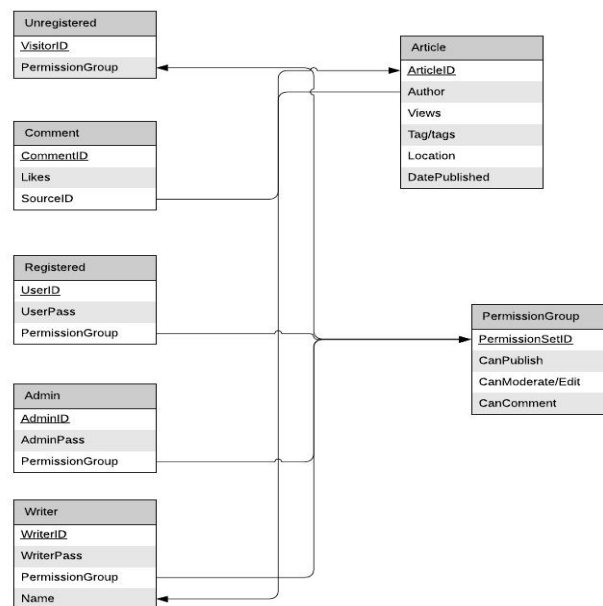 Unregistered
VisitorID
PermissionGroup
Comment
CommentID
Likes
SourceID
Registered
UserID
UserPass
PermissionGroup
Admin
AdminID
AdminPass
PermissionGroup
Writer
WriterID
WriterPass
PermissionGroup
Name
Article
ArticleID
Author
Views
Tag/tags
Location
DatePublished
PermissionGroup
PermissionSetID
CanPublish
CanModerate/Edit
CanComment